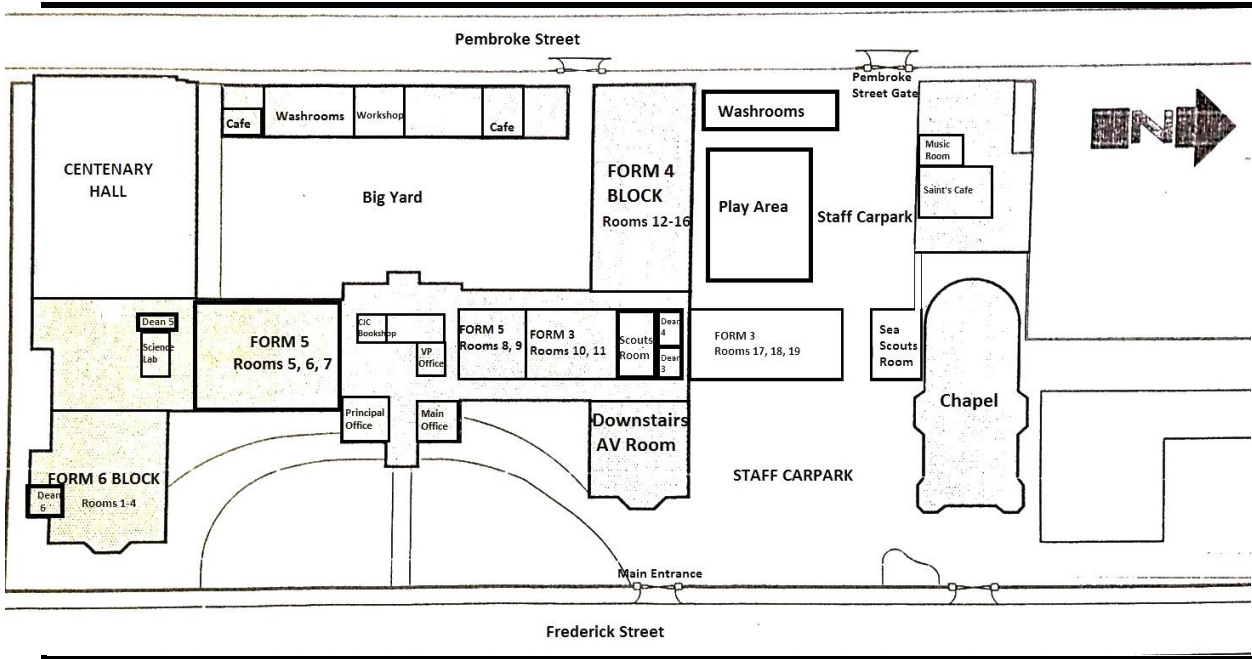 Pembroke Street
Pembroke
Street Gate
Cafe
Washrooms
Workshop
Cafe
Washrooms
N
CENTENARY
HALL
Big Yard
FORM 4
BLOCK
Rooms 12-16
Play Area
Staff Carpark
Music
Room
Saint's Cafe
Dean 5
Science
Lab
FORM 5
Rooms 5, 6, 7
CIC
Bookshop
VP
Office
FORM 5
Rooms 8, 9
FORM 3
Rooms 10, 11
Scouts
Room
Dean
4
Dean
3
FORM 3
Rooms 17, 18, 19
Sea
Scouts
Room
Chapel
Principal
Office
Main
Office
Downstairs
AV Room
STAFF CARPARK
FORM 6 BLOCK
Rooms 1-4
Dean
6
Main Entrance
Frederick Street